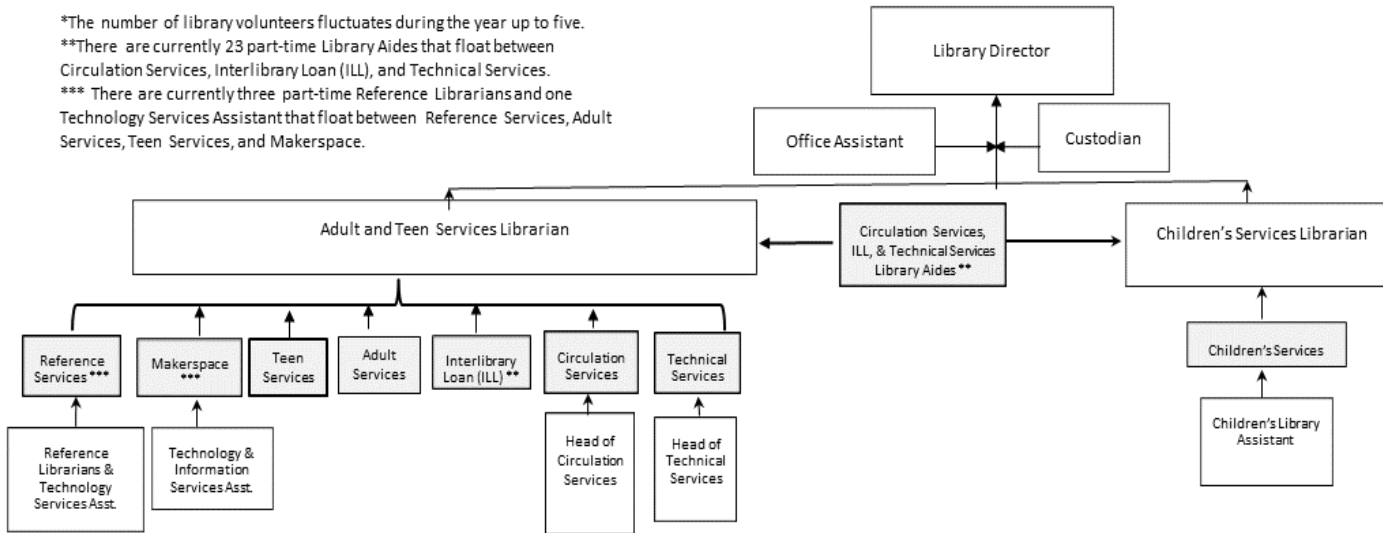 *The number of library volunteers fluctuates during the year up to five.
**There are currently 23 part-time Library Aides that float between
Circulation Services, Interlibrary Loan (ILL), and Technical Services.
*** There are currently three part-time Reference Librarians and one
Technology Services Assistant that float between Reference Services, Adult
Services, Teen Services, and Makerspace.
Library Director
Office Assistant
Custodian
Adult and Teen Services Librarian
Circulation Services,
ILL, & Technical Services
Library Aides **
Children's Services Librarian
Reference
Services ***
Makerspace
***
Teen
Services
Adult
Services
Interlibrary
Loan (ILL) **
Circulation
Services
Technical
Services
Children's Services
Reference
Librarians &
Technology
Services Asst.
Technology &
Information
Services Asst.
Head of
Circulation
Services
Head of
Technical
Services
Children's Library
Assistant